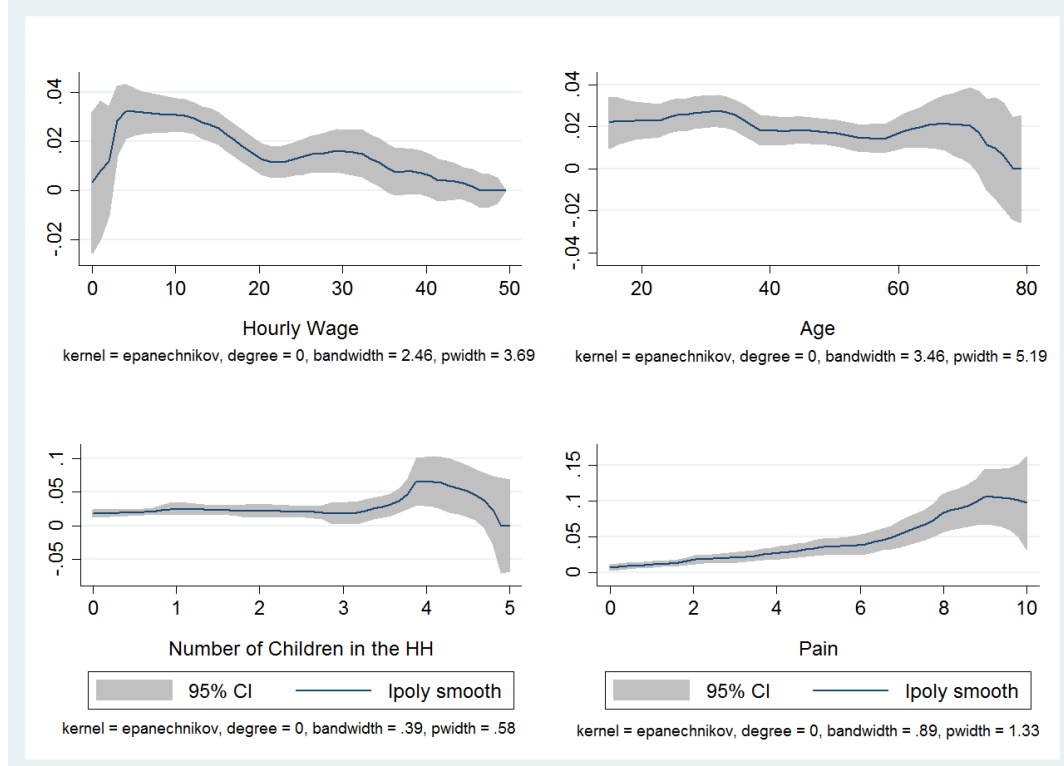 .04
.02
0
-.02
0 10 20 30 40 50
Hourly Wage
kernel = epanechnikov, degree = 0, bandwidth = 2.46, pwidth = 3.69
.04
.02
0
-.02
-.04
20 40 60 80
Age
kernel = epanechnikov, degree = 0, bandwidth = 3.46, pwidth = 5.19
.1
.05
0
-.05
0 1 2 3 4 5
Number of Children in the HH
95% CI lpoly smooth
kernel = epanechnikov, degree = 0, bandwidth = .39, pwidth = .58
.15
.1
.05
0
0 2 4 6 8 10
Pain
95% CI lpoly smooth
kernel = epanechnikov, degree = 0, bandwidth = .89, pwidth = 1.33